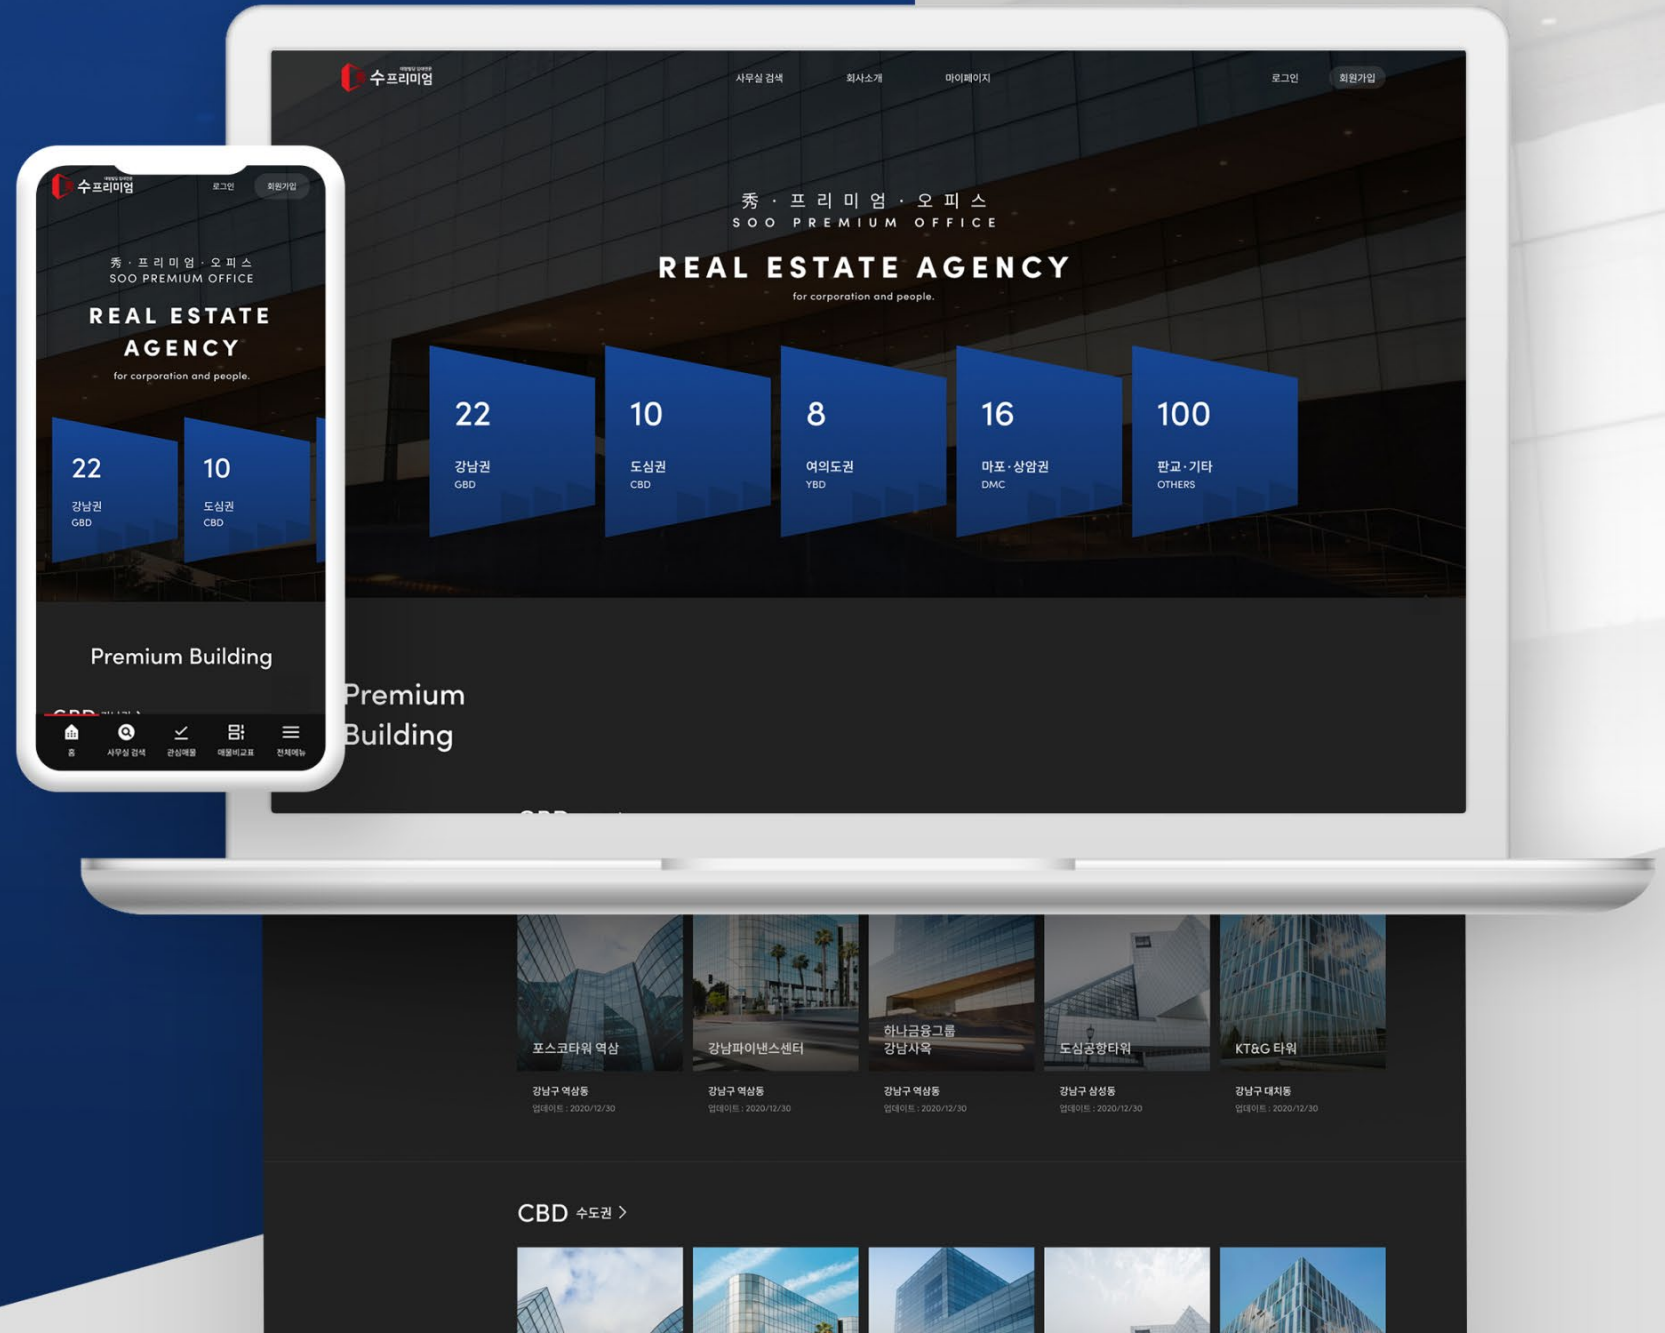 대형빌딩 임대전문
수프리미엄
사무실 검색
회사소개
마이페이지
로그인
회원가입
秀·프리미엄·오피스
SOO PREMIUM OFFICE
REAL ESTATE AGENCY
for corporation and people.
22
강남권
GBD
10
도심권
CBD
8
여의도권
YBD
16
마포·상암권
DMC
100
판교·기타
OTHERS
Premium
Building
수프리미엄
로그인
회원가입
秀·프리미엄·오피스
SOO PREMIUM OFFICE
REAL ESTATE
AGENCY
for corporation and people.
22
강남권
GBD
10
도심권
CBD
Premium Building
홈
사무실 검색
관심매물
매물비교표
전체메뉴
포스코타워 역삼
강남구 역삼동
업데이트 : 2020/12/30
강남파이낸스센터
강남구 역삼동
업데이트 : 2020/12/30
하나금융그룹
강남사옥
강남구 역삼동
업데이트 : 2020/12/30
도심공항타워
강남구 삼성동
업데이트 : 2020/12/30
KT&G 타워
강남구 대치동
업데이트 : 2020/12/30
CBD 수도권 >